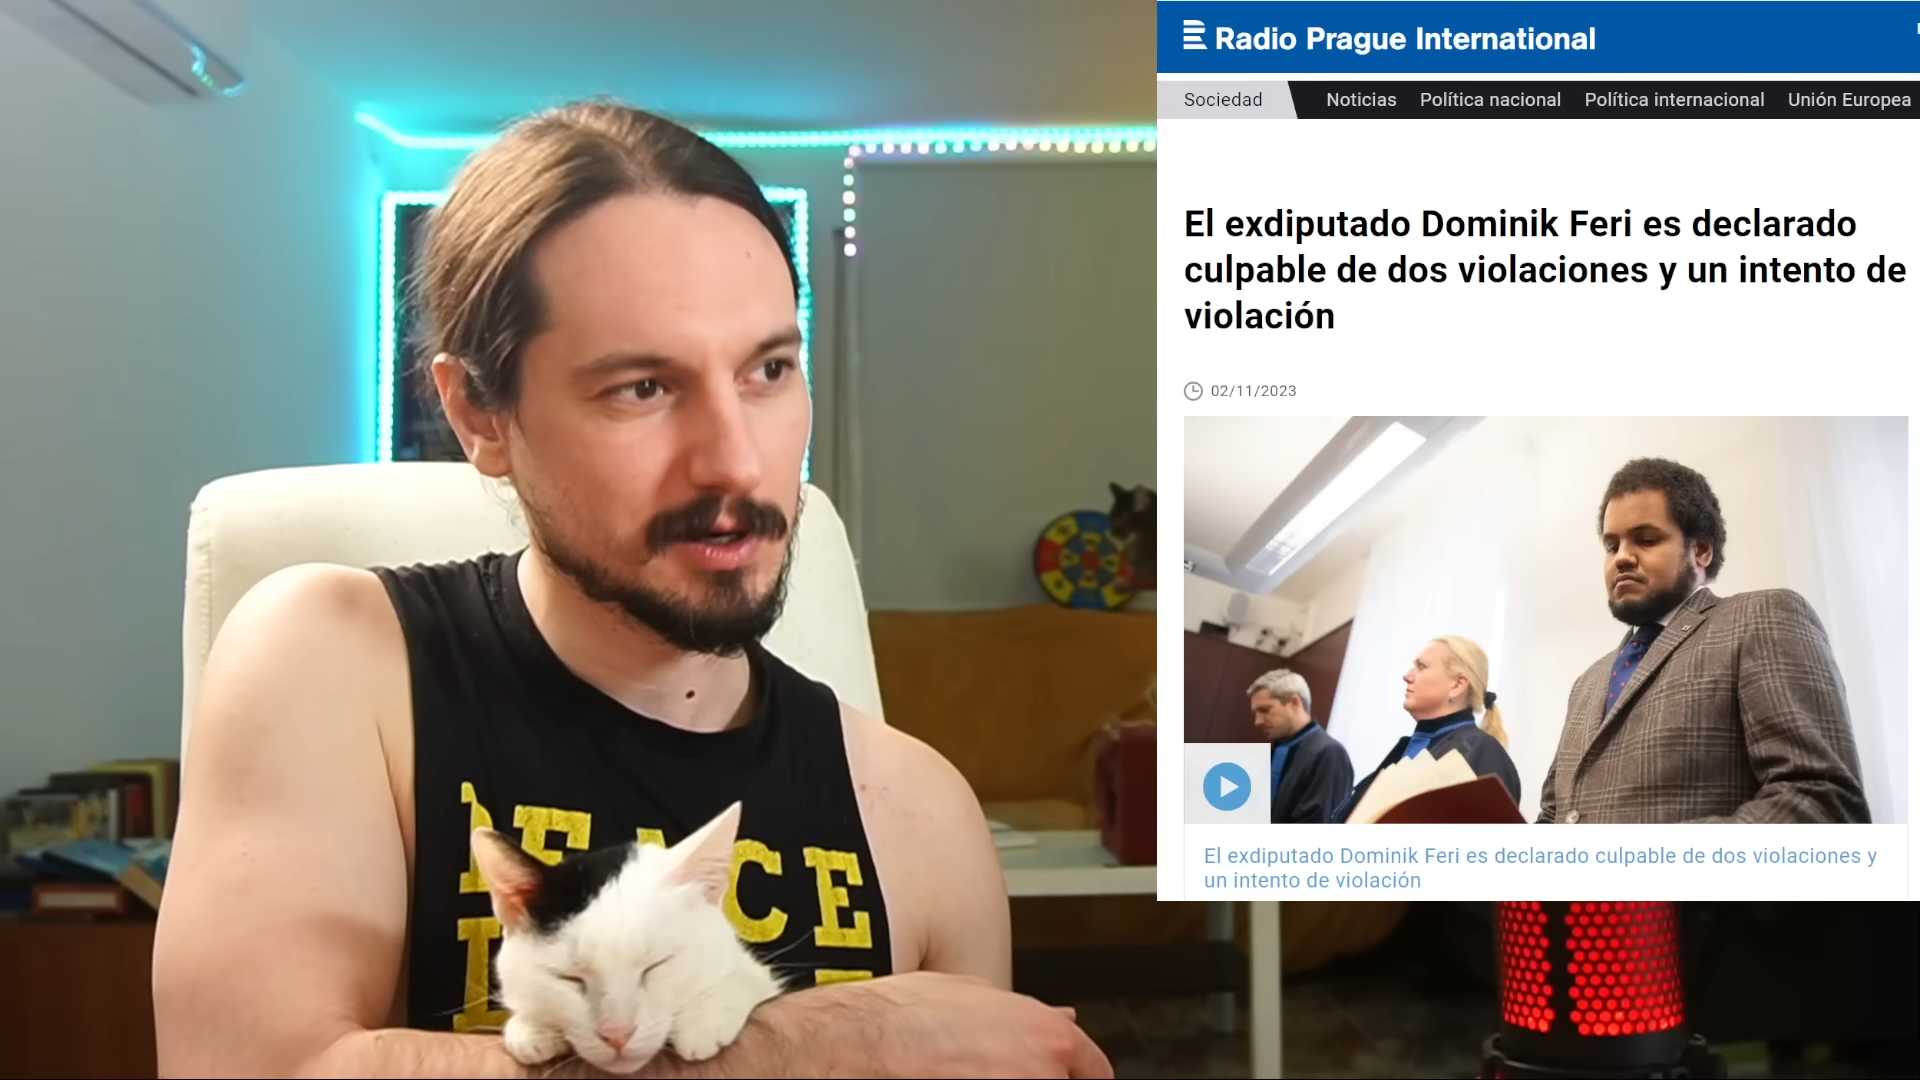 Radio Prague International
Sociedad Noticias Política nacional Política internacional Unión Europea
El exdiputado Dominik Feri es declarado
culpable de dos violaciones y un intento de
violación
02/11/2023
El exdiputado Dominik Feri es declarado culpable de dos violaciones y
un intento de violación
PEACE